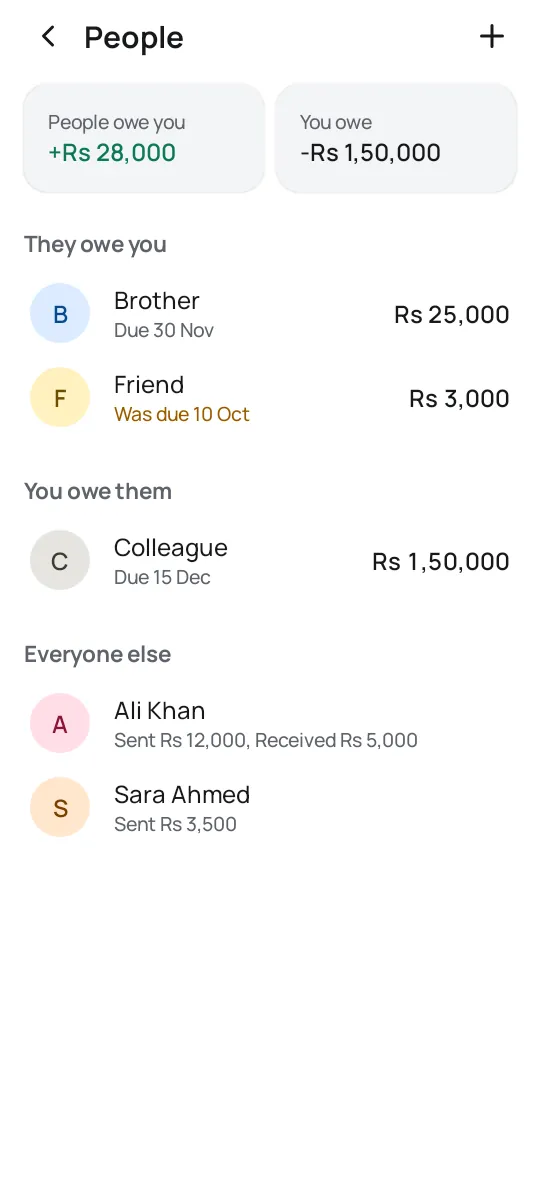 People
People owe you
+Rs 28,000
You owe
-Rs 1,50,000
They owe you
B
Brother
Due 30 Nov
Rs 25,000
F
Friend
Was due 10 Oct
Rs 3,000
You owe them
C
Colleague
Due 15 Dec
Rs 1,50,000
Everyone else
A
Ali Khan
Sent Rs 12,000, Received Rs 5,000
S
Sara Ahmed
Sent Rs 3,500